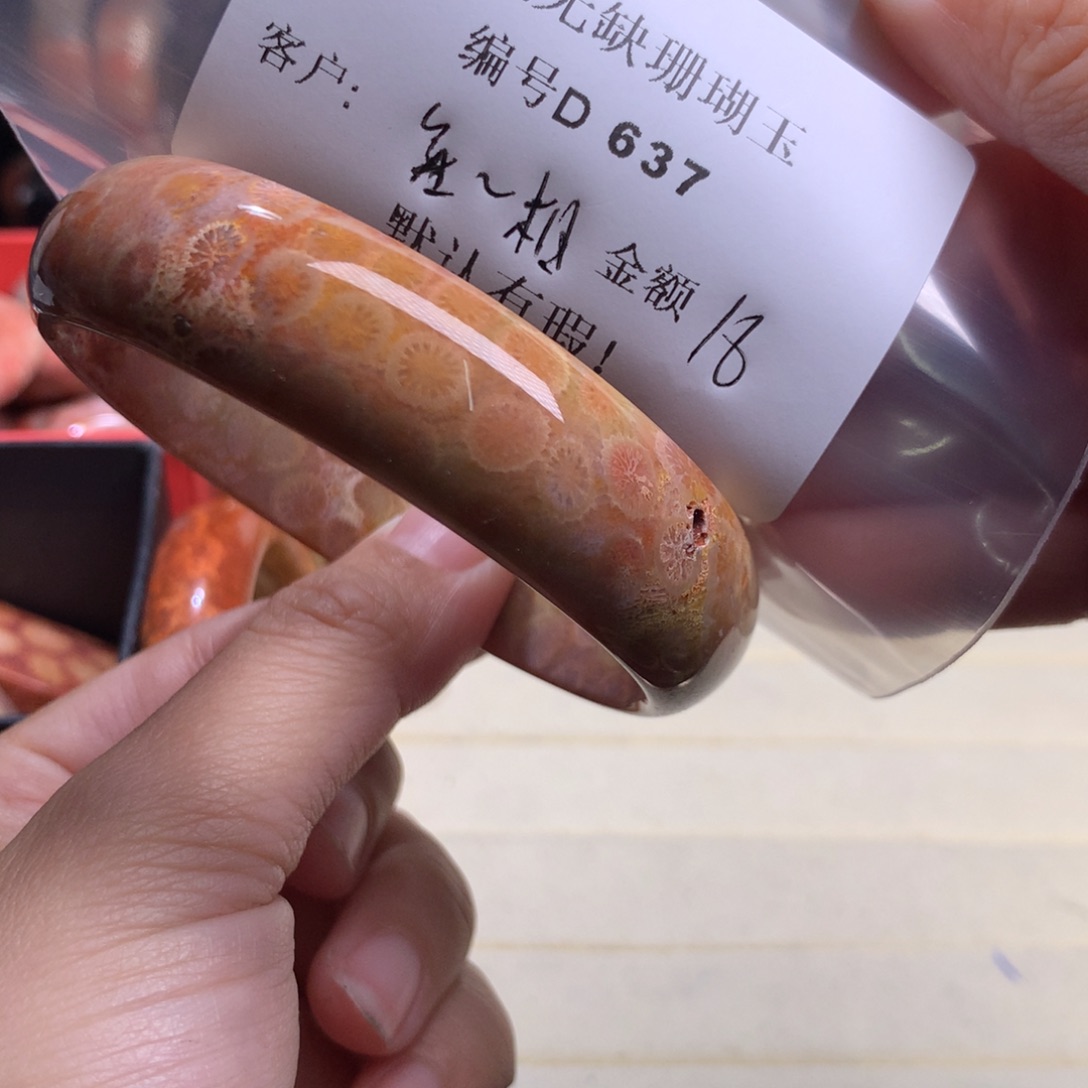 无缺珊瑚玉
编号D 637
客户：
金额 18
默认有瑕！